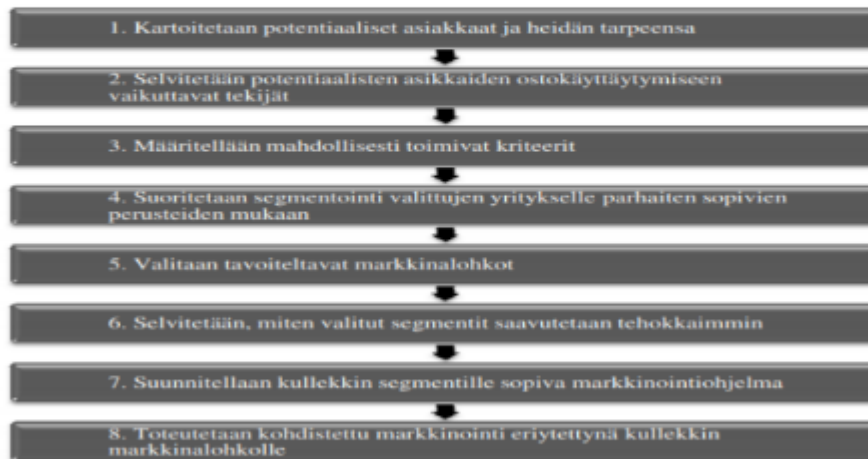 1. Kartoitetaan potentiaaliset asiakkaat ja heidän tarpeensa
2. Selvitetään potentiaalisten asikkaiden ostokäyttäytymiseen
vaikuttavat tekijät
3. Määritellään mahdollisesti toimivat kriteerit
4. Suoritetaan segmentointi valittujen yritykselle parhaiten sopivien
perusteiden mukaan
5. Valitaan tavoiteltavat markkinalohkot
6. Selvitetään, miten valitut segmentit saavutetaan tehokkaimmin
7. Suunnitellaan kullekkin segmentille sopiva markkinointiohjelma
8. Toteutetaan kohdistettu markkinointi eriytettynä kullekkin
markkinalohkolle